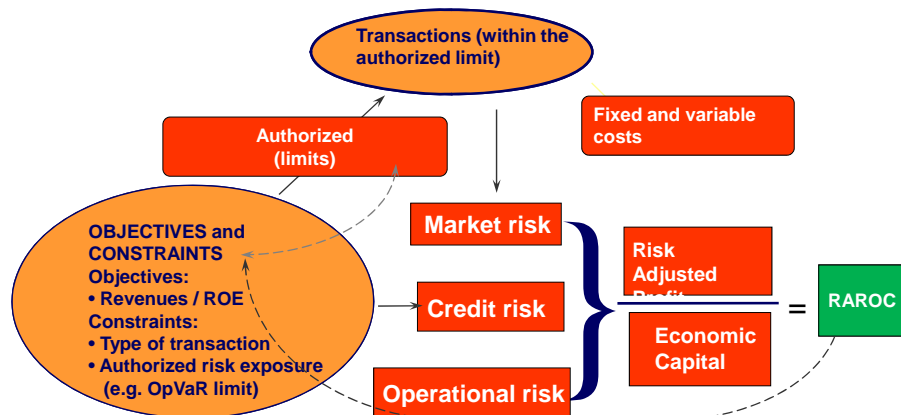 Transactions (within the
authorized limit)
Fixed and variable
costs
Authorized
(limits)
OBJECTIVES and
CONSTRAINTS
Objectives:
• Revenues / ROE
Constraints:
• Type of transaction
• Authorized risk exposure
(e.g. OpVaR limit)
Market risk
Credit risk
Operational risk
Risk
Adjusted
Profit
Economic
Capital
=
RAROC